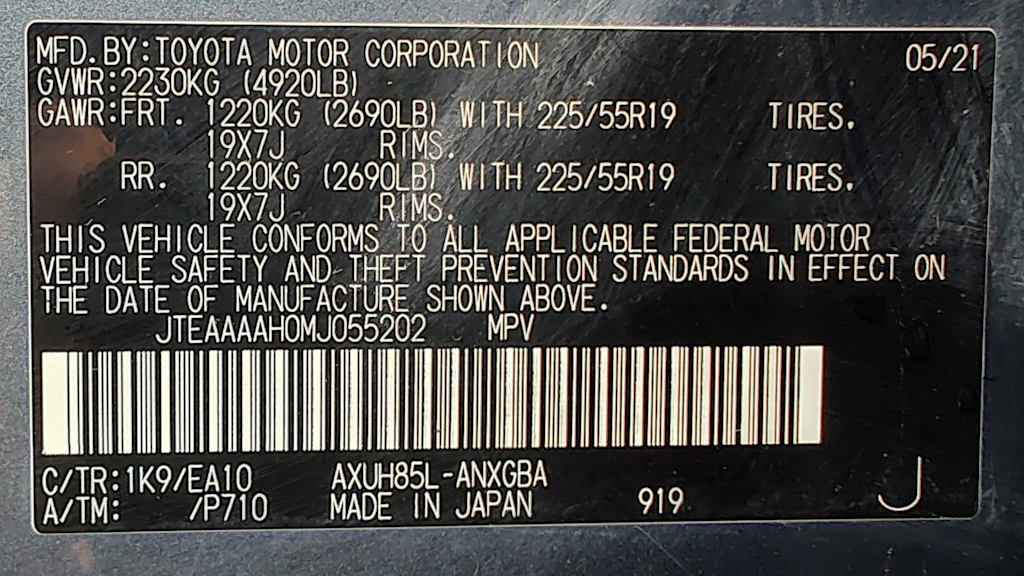 MFD.BY:TOYOTA MOTOR CORPORATION 05/21
GVWR:2230KG (4920LB)
GAWR:FRT. 1220KG (2690LB) WITH 225/55R19 TIRES.
19X7J RIMS.
RR. 1220KG (2690LB) WITH 225/55R19 TIRES.
19X7J RIMS.
THIS VEHICLE CONFORMS TO ALL APPLICABLE FEDERAL MOTOR
VEHICLE SAFETY AND THEFT PREVENTION STANDARDS IN EFFECT ON
THE DATE OF MANUFACTURE SHOWN ABOVE.
JTEAAAAH0MJ055202 MPV
C/TR:1K9/EA10 AXUH85L-ANXGBA
A/TM: /P710 MADE IN JAPAN 919 J